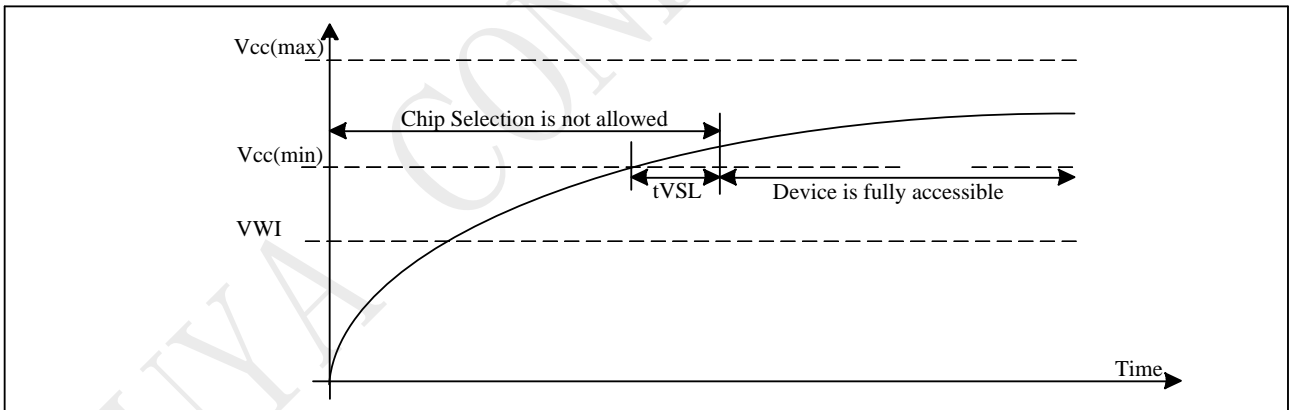 Vcc(max)
Chip Selection is not allowed
Vcc(min)
tVSL
Device is fully accessible
VWI
Time